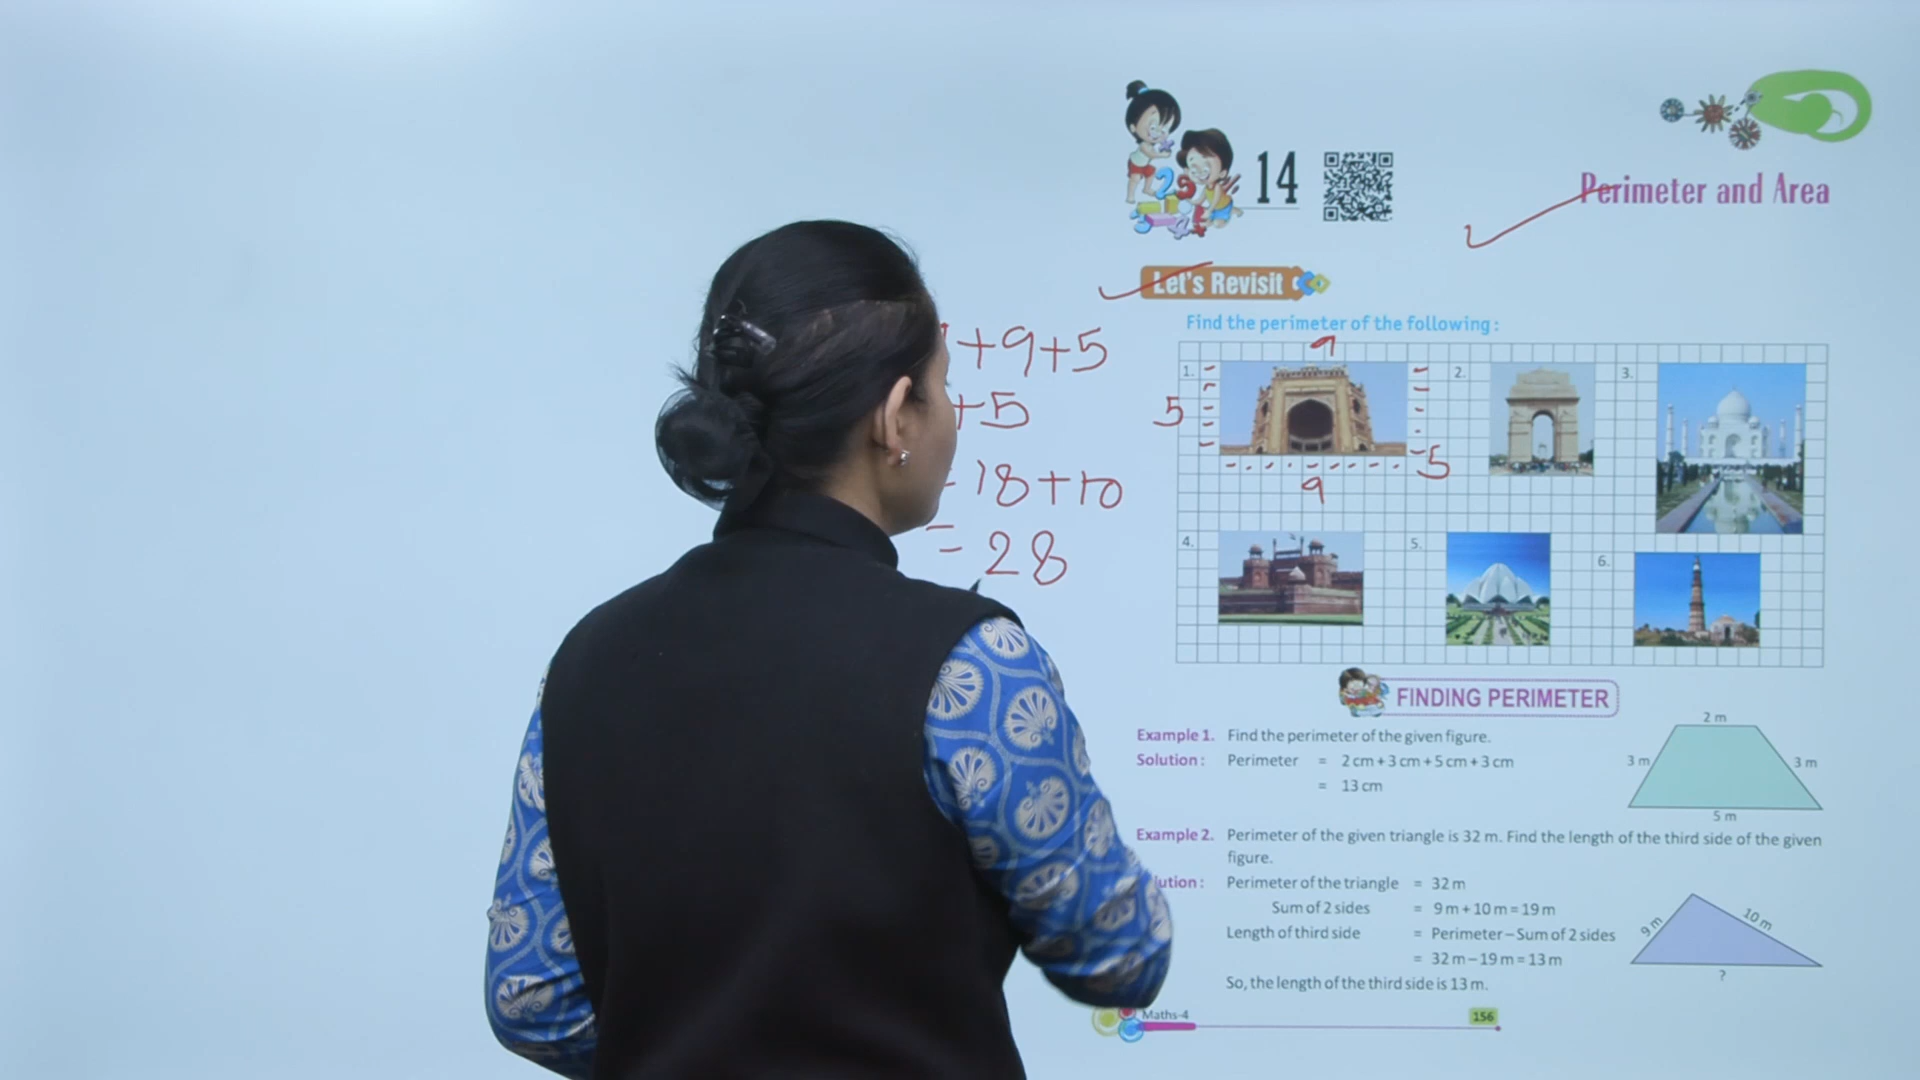 14
Perimeter and Area
Let's Revisit
Find the perimeter of the following :
+9+5
+5
= 18+10
= 28
9
1.
5
5
9
2.
3.
4.
5.
6.
FINDING PERIMETER
Example 1. Find the perimeter of the given figure.
Solution : Perimeter = 2 cm + 3 cm + 5 cm + 3 cm
= 13 cm
2 m
3 m
3 m
5 m
Example 2. Perimeter of the given triangle is 32 m. Find the length of the third side of the given
figure.
lution : Perimeter of the triangle = 32 m
Sum of 2 sides = 9 m + 10 m = 19 m
Length of third side = Perimeter – Sum of 2 sides
= 32 m – 19 m = 13 m
So, the length of the third side is 13 m.
9 m
10 m
?
Maths-4
156